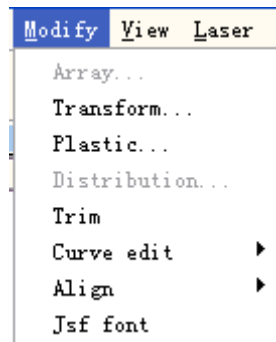 Modify View Laser
Array...
Transform...
Plastic...
Distribution...
Trim
Curve edit
Align
Jsf font